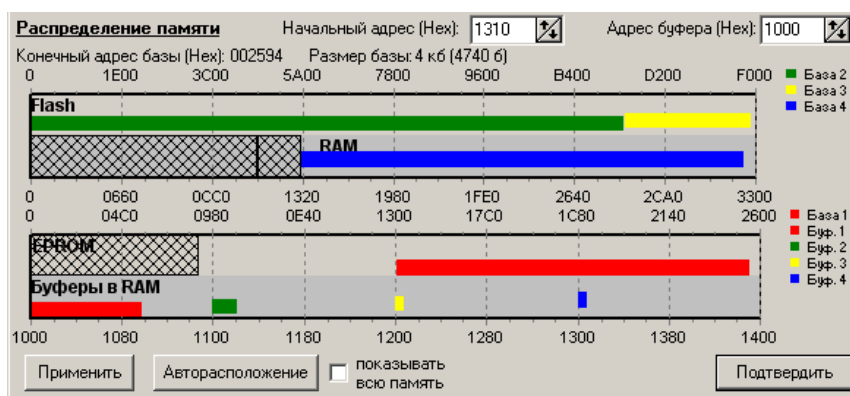 Распределение памяти Начальный адрес (Hex): 1310 Адрес буфера (Hex): 1000
Конечный адрес базы (Hex): 002594 Размер базы: 4 кб (4740 б)
0 1E00 3C00 5A00 7800 9600 B400 D200 F000
База 2
База 3
База 4
Flash
RAM
0 0660 0CC0 1320 1980 1FE0 2640 2CA0 3300
0 04C0 0980 0E40 1300 17C0 1C80 2140 2600
База 1
Буф. 1
Буф. 2
Буф. 3
Буф. 4
EPROM
Буферы в RAM
1000 1080 1100 1180 1200 1280 1300 1380 1400
Применить Авторасположение показывать всю память Подтвердить